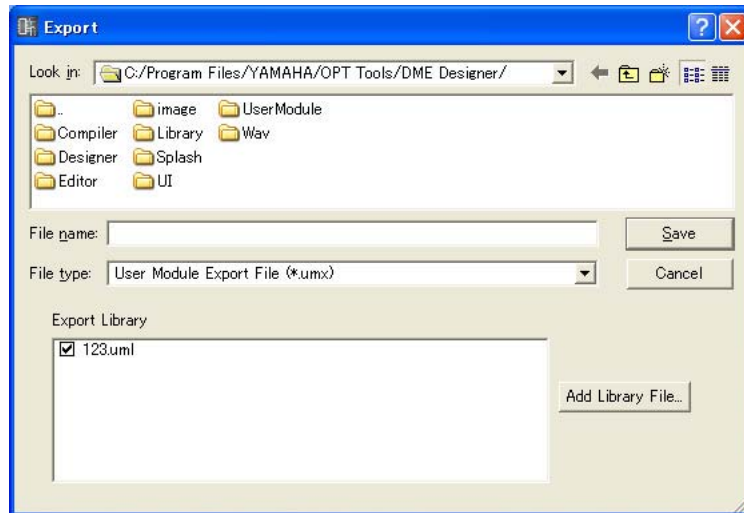 Export
Look in: C:/Program Files/YAMAHA/OPT Tools/DME Designer/
.. image UserModule
Compiler Library Wav
Designer Splash
Editor UI
File name: Save
File type: User Module Export File (*.umx) Cancel
Export Library
123.uml
Add Library File...